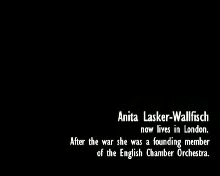 Anita Lasker-Wallfisch
now lives in London.
After the war she was a founding member
of the English Chamber Orchestra.